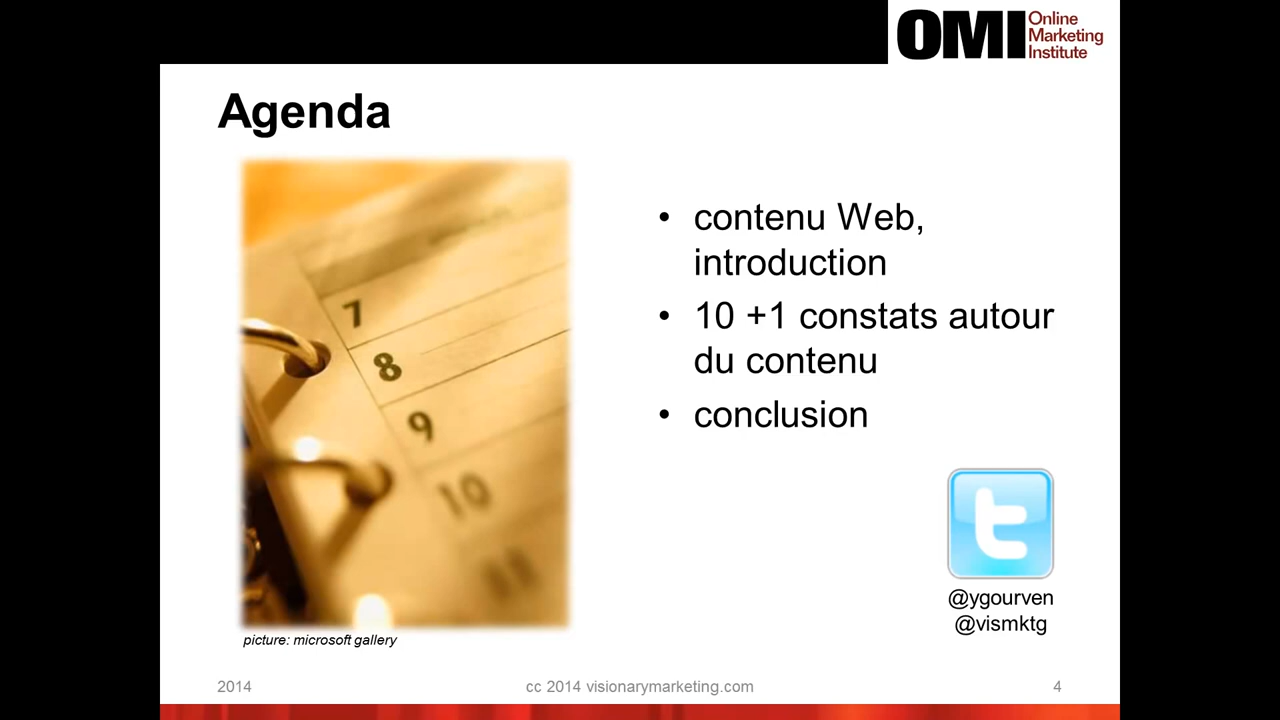 OMI
Online
Marketing
Institute
Agenda
7
8
9
10
11
picture: microsoft gallery
• contenu Web,
introduction
• 10 +1 constats autour
du contenu
• conclusion
t
@ygourven
@vismktg
2014
cc 2014 visionarymarketing.com
4